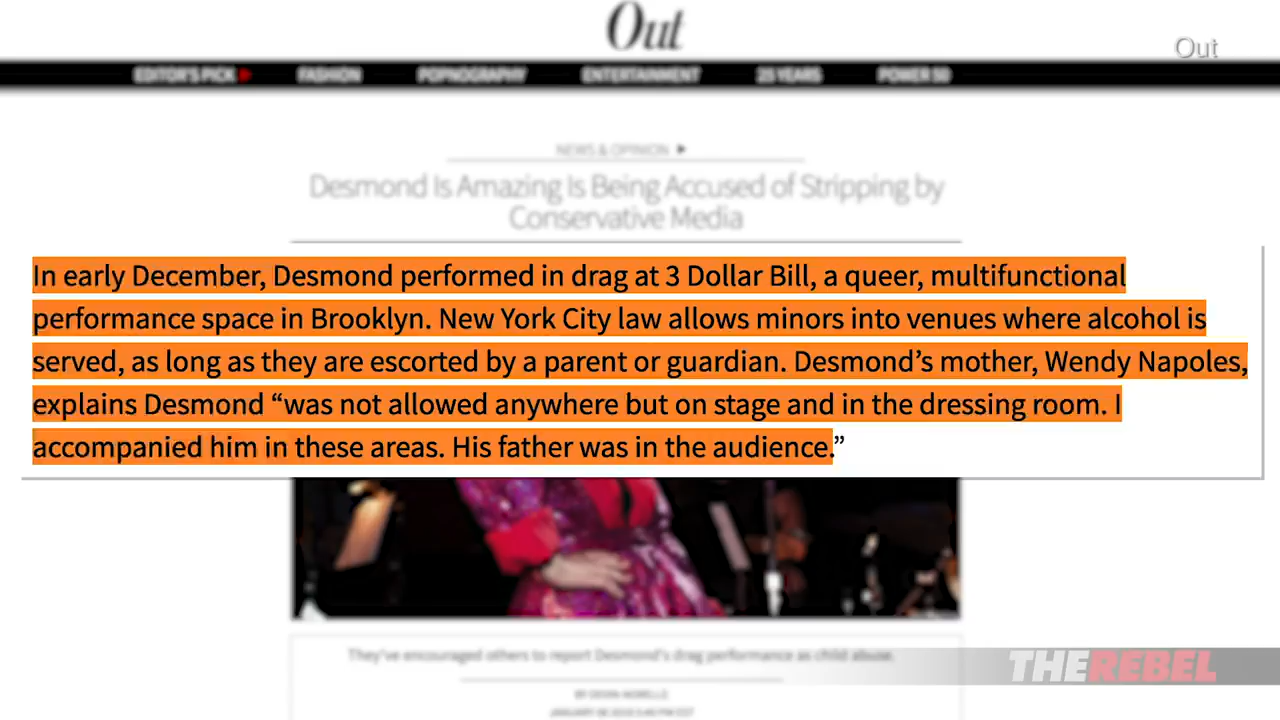 Out
Out
EDITOR'S PICK FASHION POPNOGRAPHY ENTERTAINMENT 25 YEARS POWER 50
NEWS & OPINION
Desmond Is Amazing Is Being Accused of Stripping by
Conservative Media
In early December, Desmond performed in drag at 3 Dollar Bill, a queer, multifunctional
performance space in Brooklyn. New York City law allows minors into venues where alcohol is
served, as long as they are escorted by a parent or guardian. Desmond’s mother, Wendy Napoles,
explains Desmond “was not allowed anywhere but on stage and in the dressing room. I
accompanied him in these areas. His father was in the audience.”
They've encouraged others to report Desmond's drag performance as child abuse.
THE REBEL